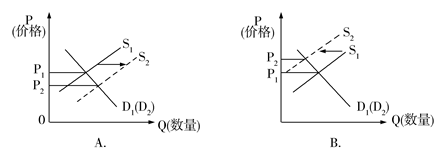 P
(价格)
S₁
S₂
P₁
P₂
D₁(D₂)
0
Q(数量)
A.
P
(价格)
S₂
S₁
P₂
P₁
D₁(D₂)
Q(数量)
B.